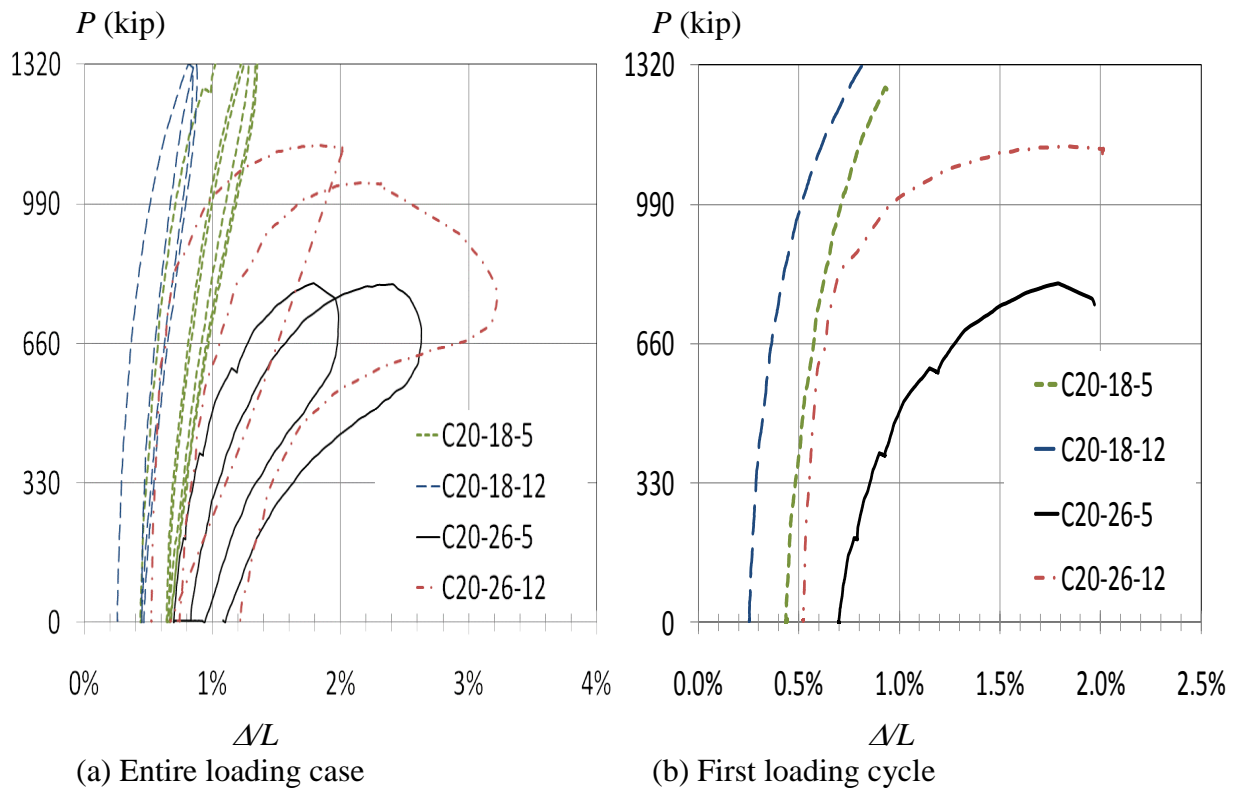 P (kip)
1320
990
660
330
0
0%
1%
2%
3%
4%
C20-18-5
C20-18-12
C20-26-5
C20-26-12
Δ/L
(a) Entire loading case
P (kip)
1320
990
660
330
0
0.0%
0.5%
1.0%
1.5%
2.0%
2.5%
C20-18-5
C20-18-12
C20-26-5
C20-26-12
Δ/L
(b) First loading cycle